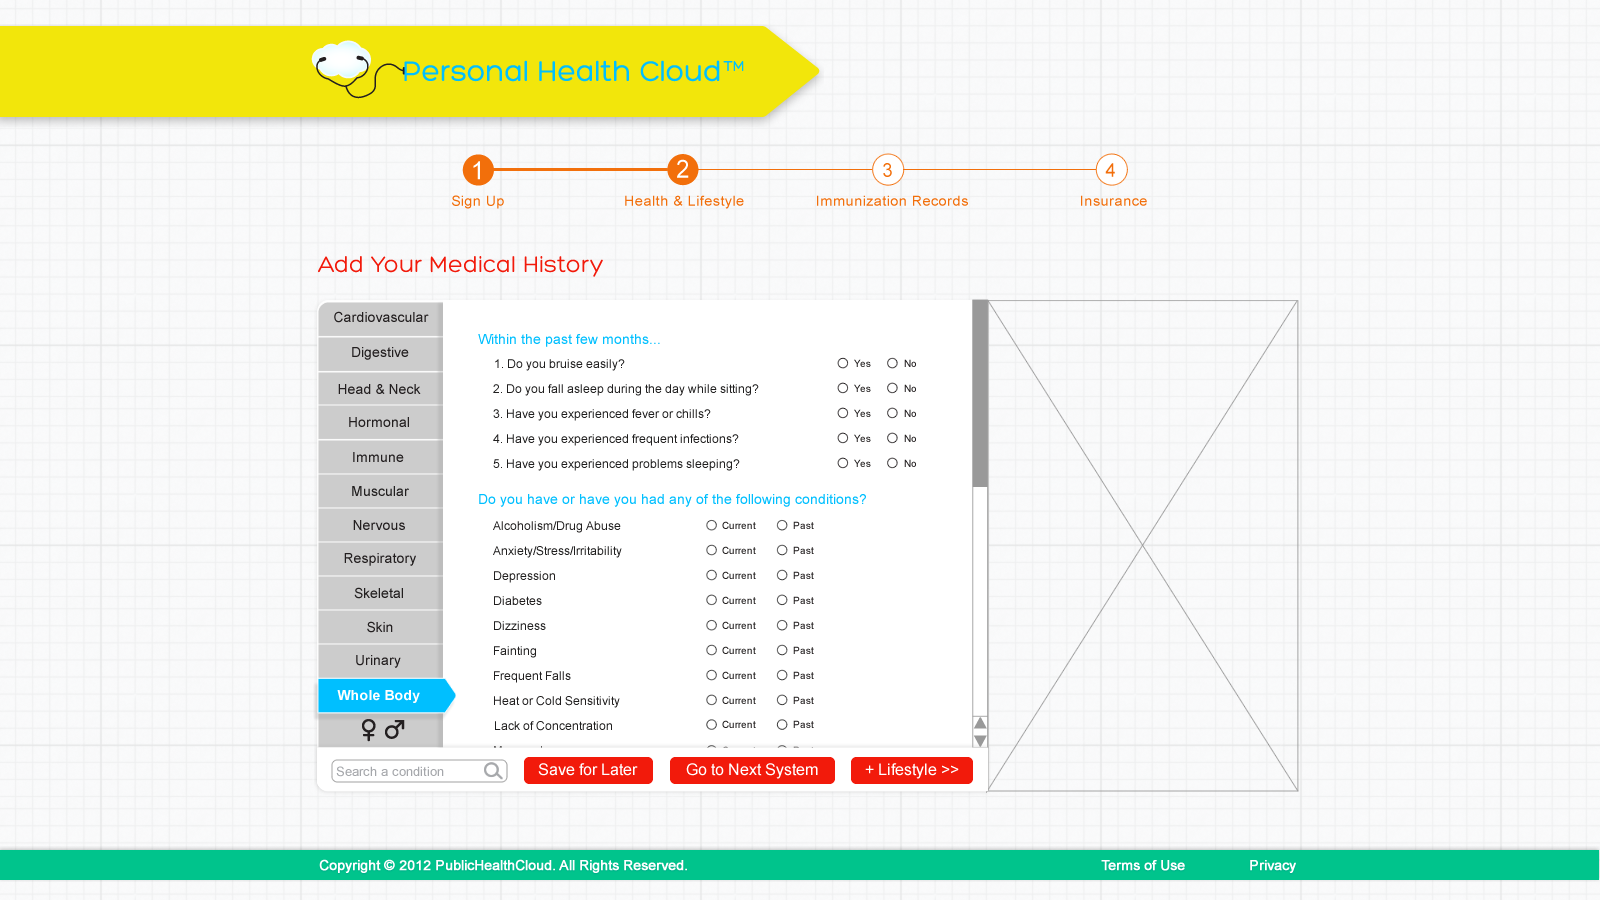 Personal Health Cloud™
1 2 3 4
Sign Up Health & Lifestyle Immunization Records Insurance
Add Your Medical History
Cardiovascular
Digestive
Head & Neck
Hormonal
Immune
Muscular
Nervous
Respiratory
Skeletal
Skin
Urinary
Whole Body
Within the past few months...
1. Do you bruise easily? Yes No
2. Do you fall asleep during the day while sitting? Yes No
3. Have you experienced fever or chills? Yes No
4. Have you experienced frequent infections? Yes No
5. Have you experienced problems sleeping? Yes No
Do you have or have you had any of the following conditions?
Alcoholism/Drug Abuse Current Past
Anxiety/Stress/Irritability Current Past
Depression Current Past
Diabetes Current Past
Dizziness Current Past
Fainting Current Past
Frequent Falls Current Past
Heat or Cold Sensitivity Current Past
Lack of Concentration Current Past
Search a condition Save for Later Go to Next System + Lifestyle >>
Copyright © 2012 PublicHealthCloud. All Rights Reserved. Terms of Use Privacy